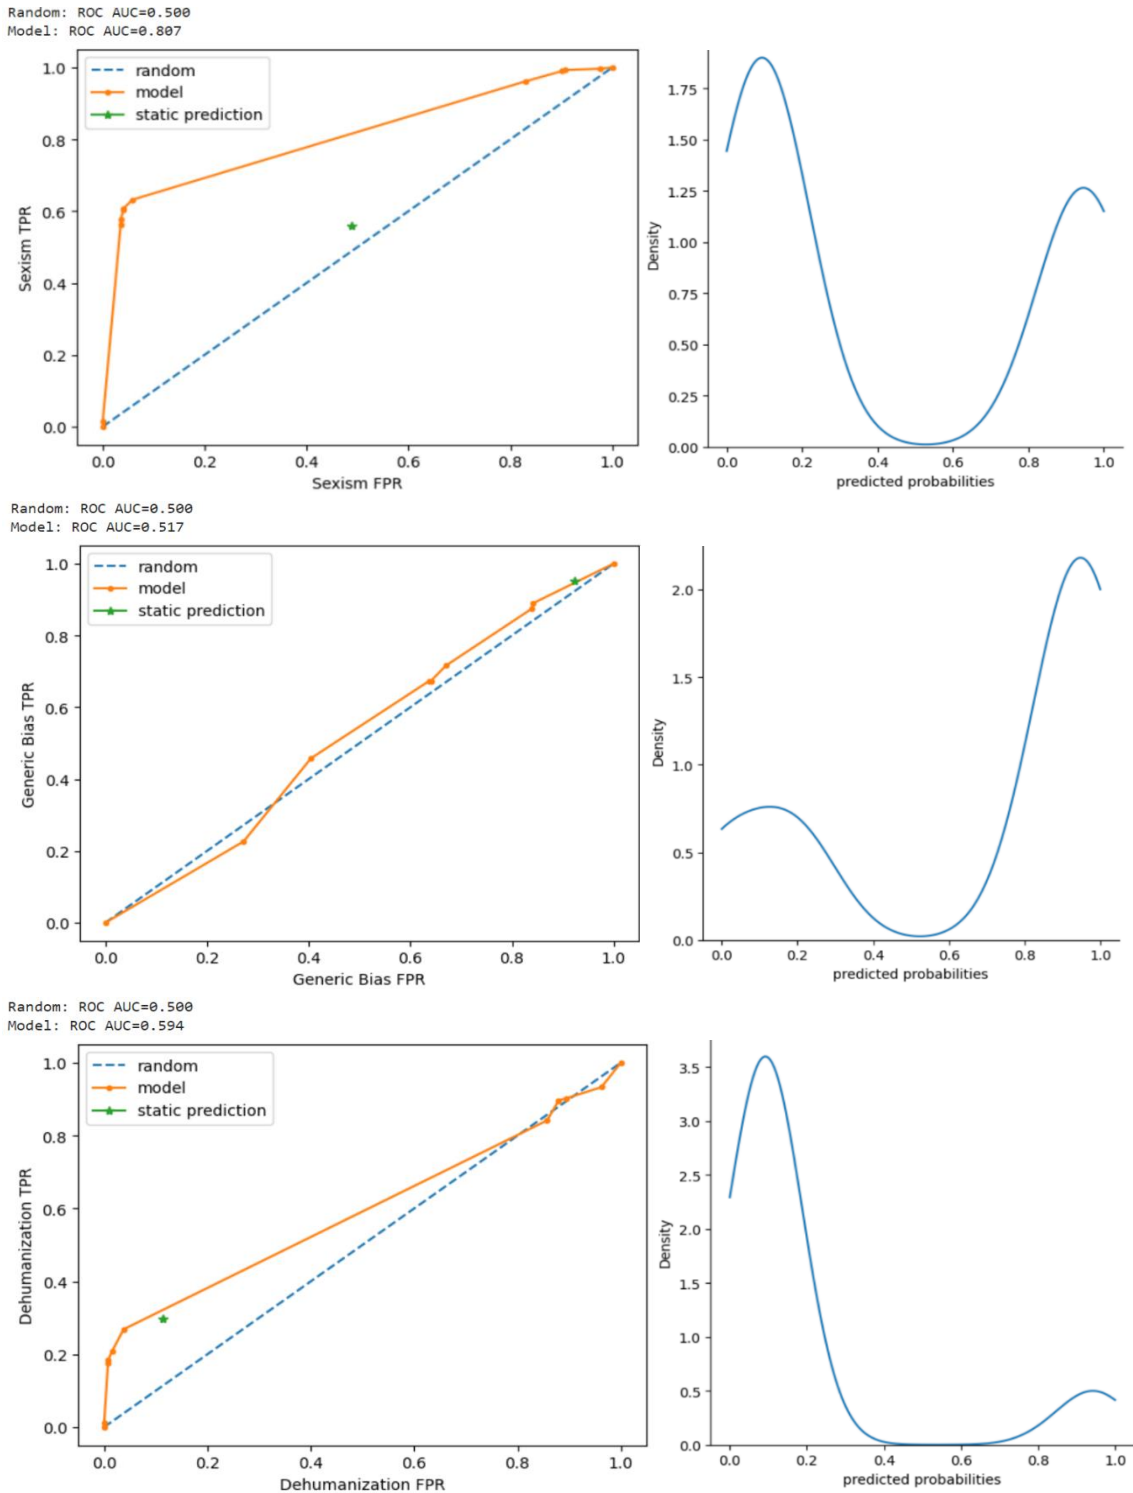 Random: ROC AUC=0.500
Model: ROC AUC=0.807
random
model
static prediction
1.0
0.8
0.6
0.4
0.2
0.0
Sexism TPR
0.0 0.2 0.4 0.6 0.8 1.0
Sexism FPR
1.75
1.50
1.25
1.00
0.75
0.50
0.25
0.00
Density
0.0 0.2 0.4 0.6 0.8 1.0
predicted probabilities
Random: ROC AUC=0.500
Model: ROC AUC=0.517
random
model
static prediction
1.0
0.8
0.6
0.4
0.2
0.0
Generic Bias TPR
0.0 0.2 0.4 0.6 0.8 1.0
Generic Bias FPR
2.0
1.5
1.0
0.5
0.0
Density
0.0 0.2 0.4 0.6 0.8 1.0
predicted probabilities
Random: ROC AUC=0.500
Model: ROC AUC=0.594
random
model
static prediction
1.0
0.8
0.6
0.4
0.2
0.0
Dehumanization TPR
0.0 0.2 0.4 0.6 0.8 1.0
Dehumanization FPR
3.5
3.0
2.5
2.0
1.5
1.0
0.5
0.0
Density
0.0 0.2 0.4 0.6 0.8 1.0
predicted probabilities